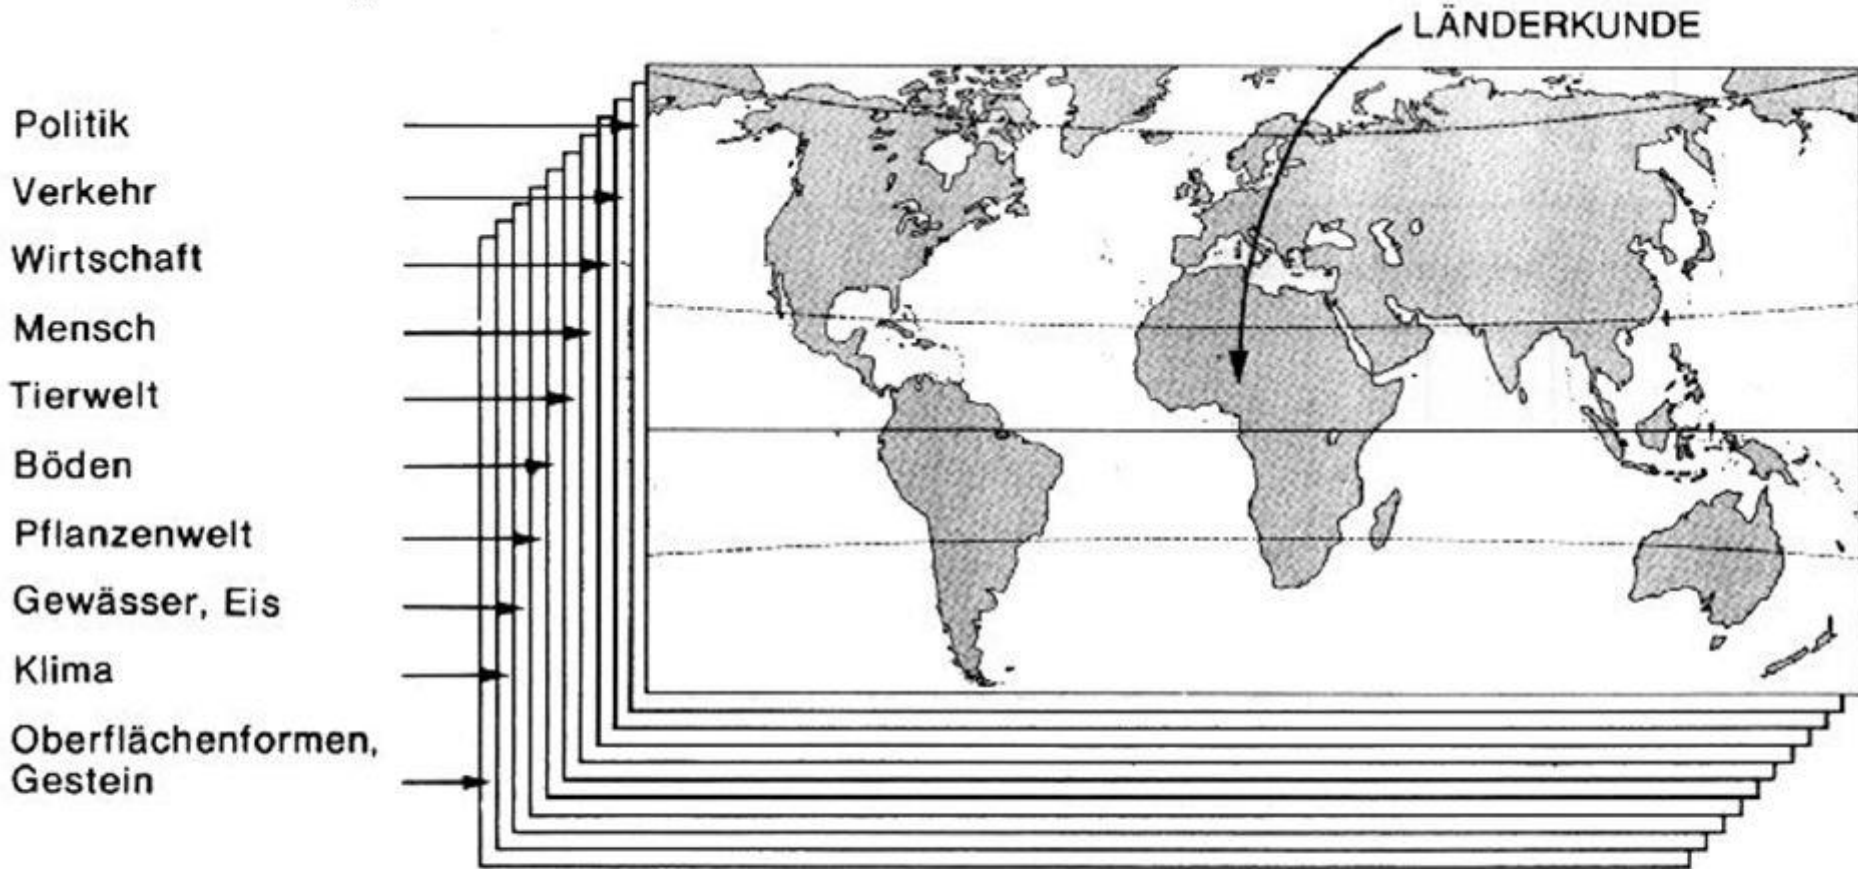 LÄNDERKUNDE
Politik
Verkehr
Wirtschaft
Mensch
Tierwelt
Böden
Pflanzenwelt
Gewässer, Eis
Klima
Oberflächenformen,
Gestein